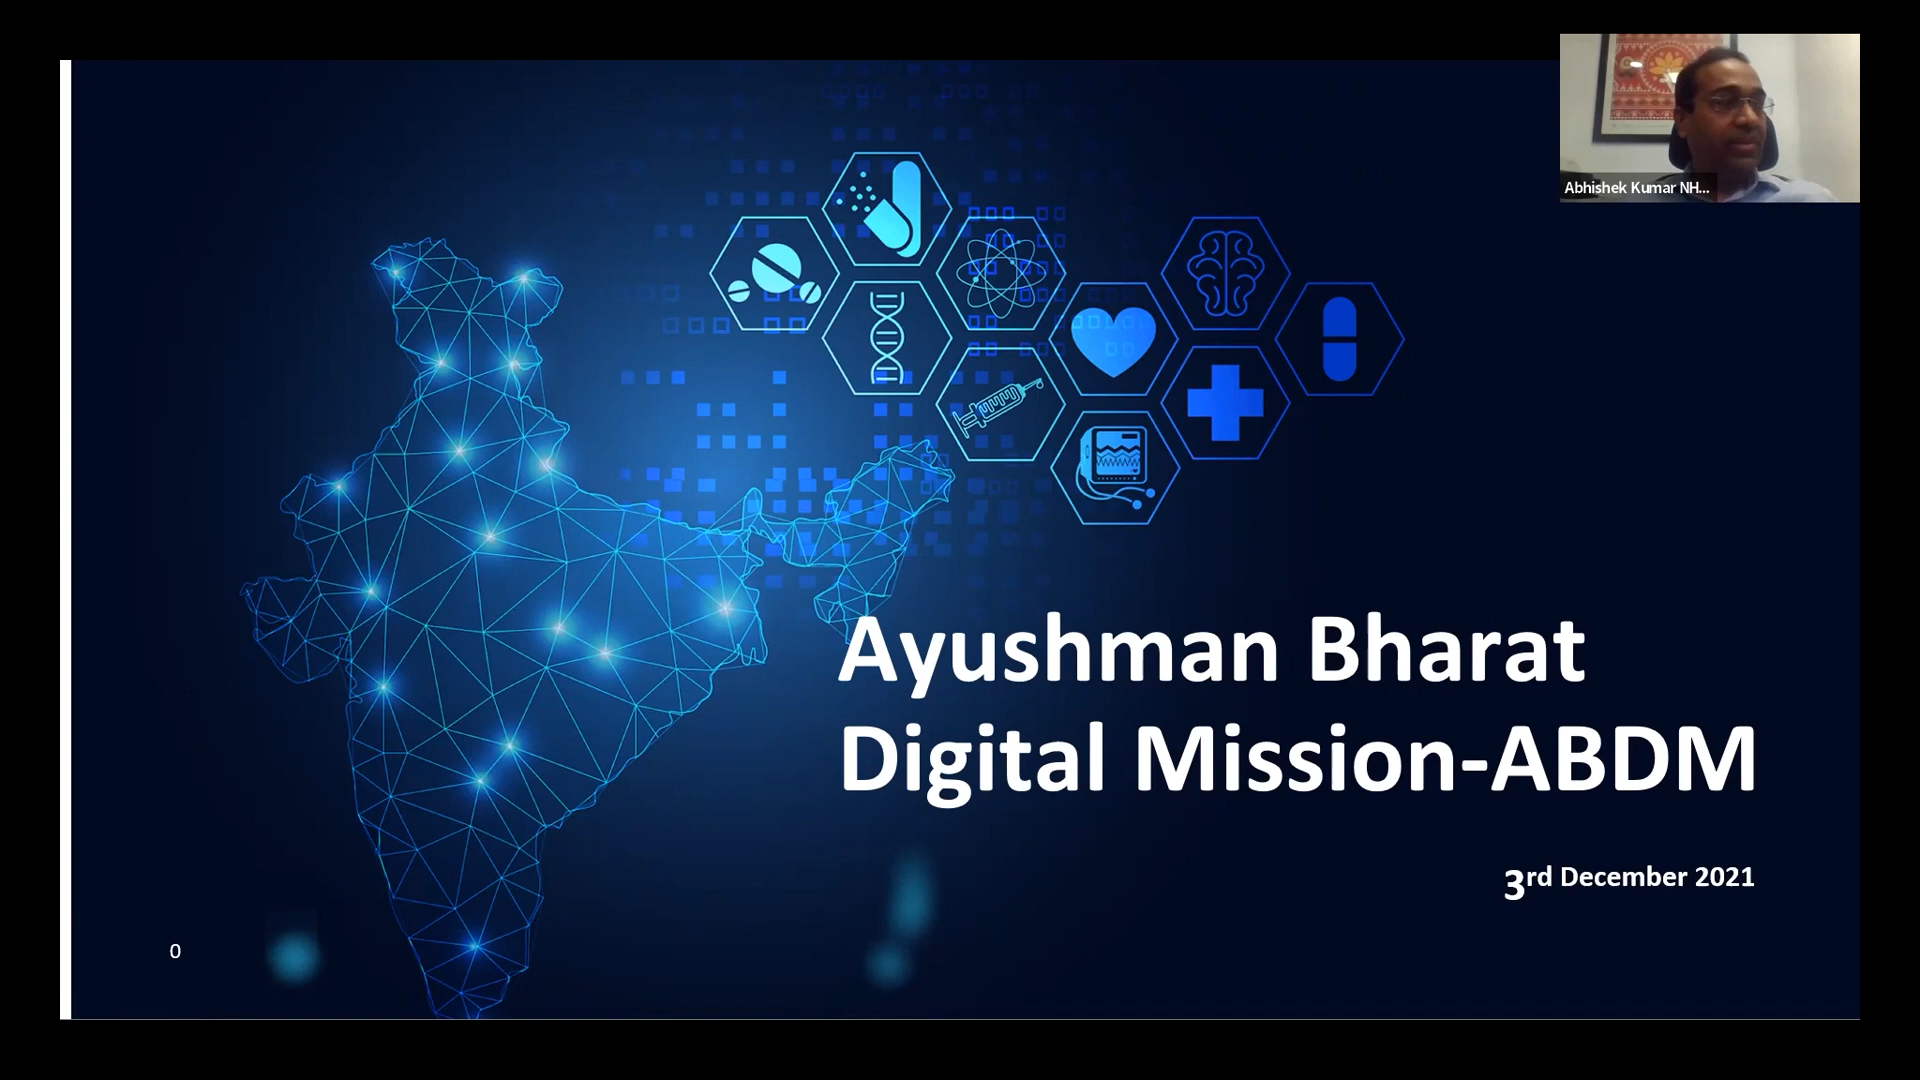 Abhishek Kumar NH...
Ayushman Bharat
Digital Mission-ABDM
3rd December 2021
0